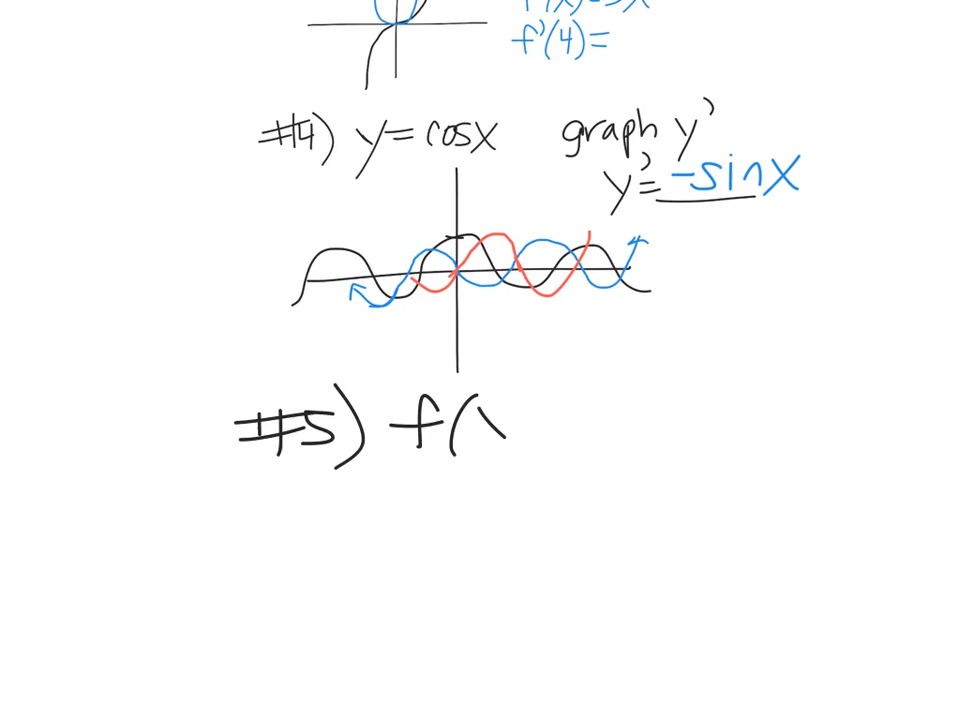 f'(4)=
#4) y=cosx graph y'
y'= -sinx
#5) f(